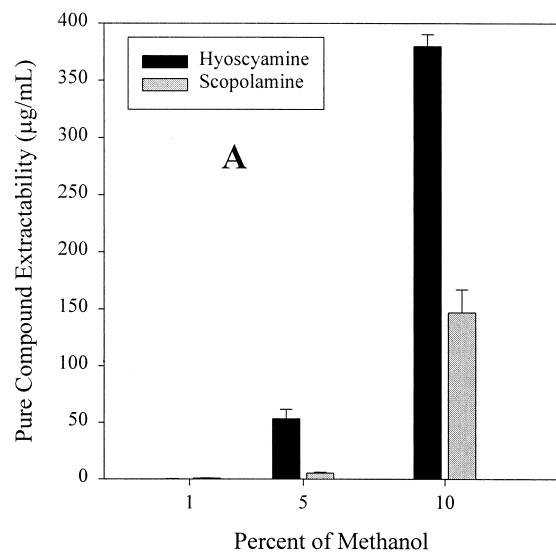 Hyoscyamine
Scopolamine
A
Pure Compound Extractability (µg/mL)
400
350
300
250
200
150
100
50
0
1 5 10
Percent of Methanol